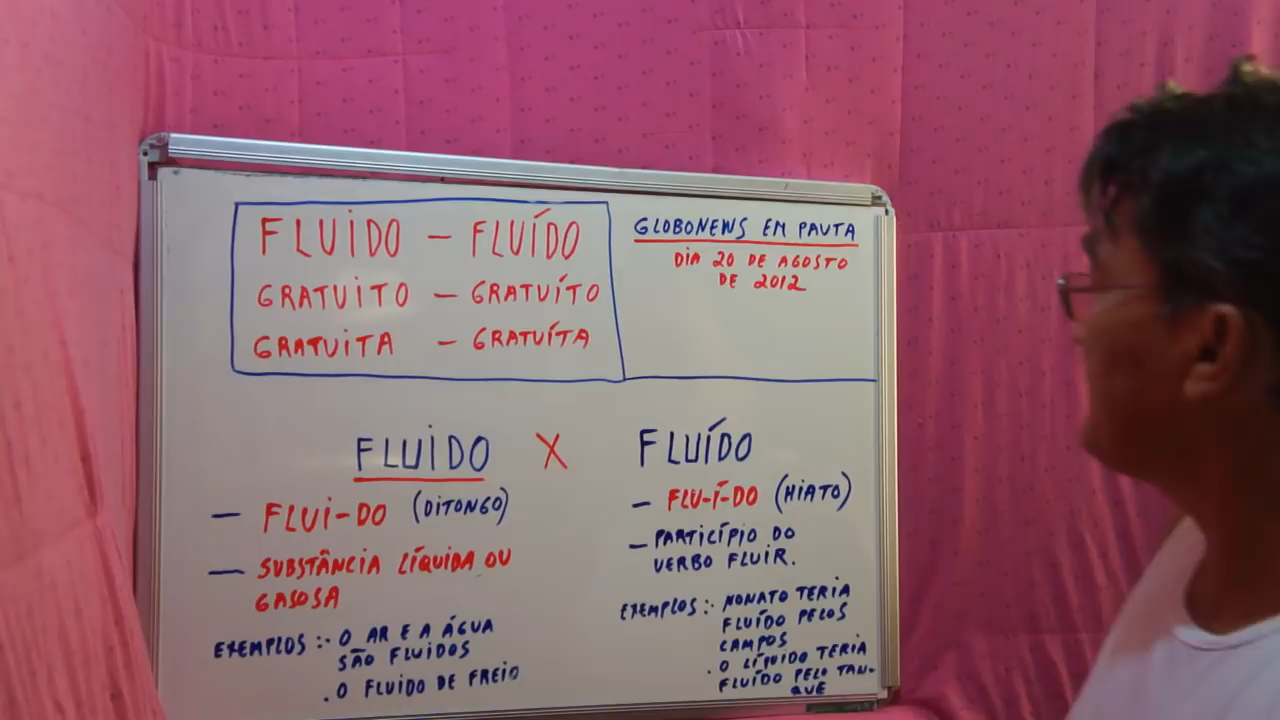 FLUIDO – FLUÍDO
GRATUITO – GRATUÍTO
GRATUITA – GRATUÍTA
GLOBONEWS EM PAUTA
DIA 20 DE AGOSTO
DE 2012
FLUIDO X FLUÍDO
– FLUI-DO (DITONGO)
– SUBSTÂNCIA LÍQUIDA OU
GASOSA
EXEMPLOS :· O AR E A ÁGUA
SÃO FLUIDOS
. O FLUIDO DE FREIO
– FLU-Í-DO (HIATO)
– PARTICÍPIO DO
VERBO FLUIR.
EXEMPLOS :· NONATO TERIA
FLUÍDO PELOS
CAMPOS
. O LÍQUIDO TERIA
FLUÍDO PELO TAN-
QUE